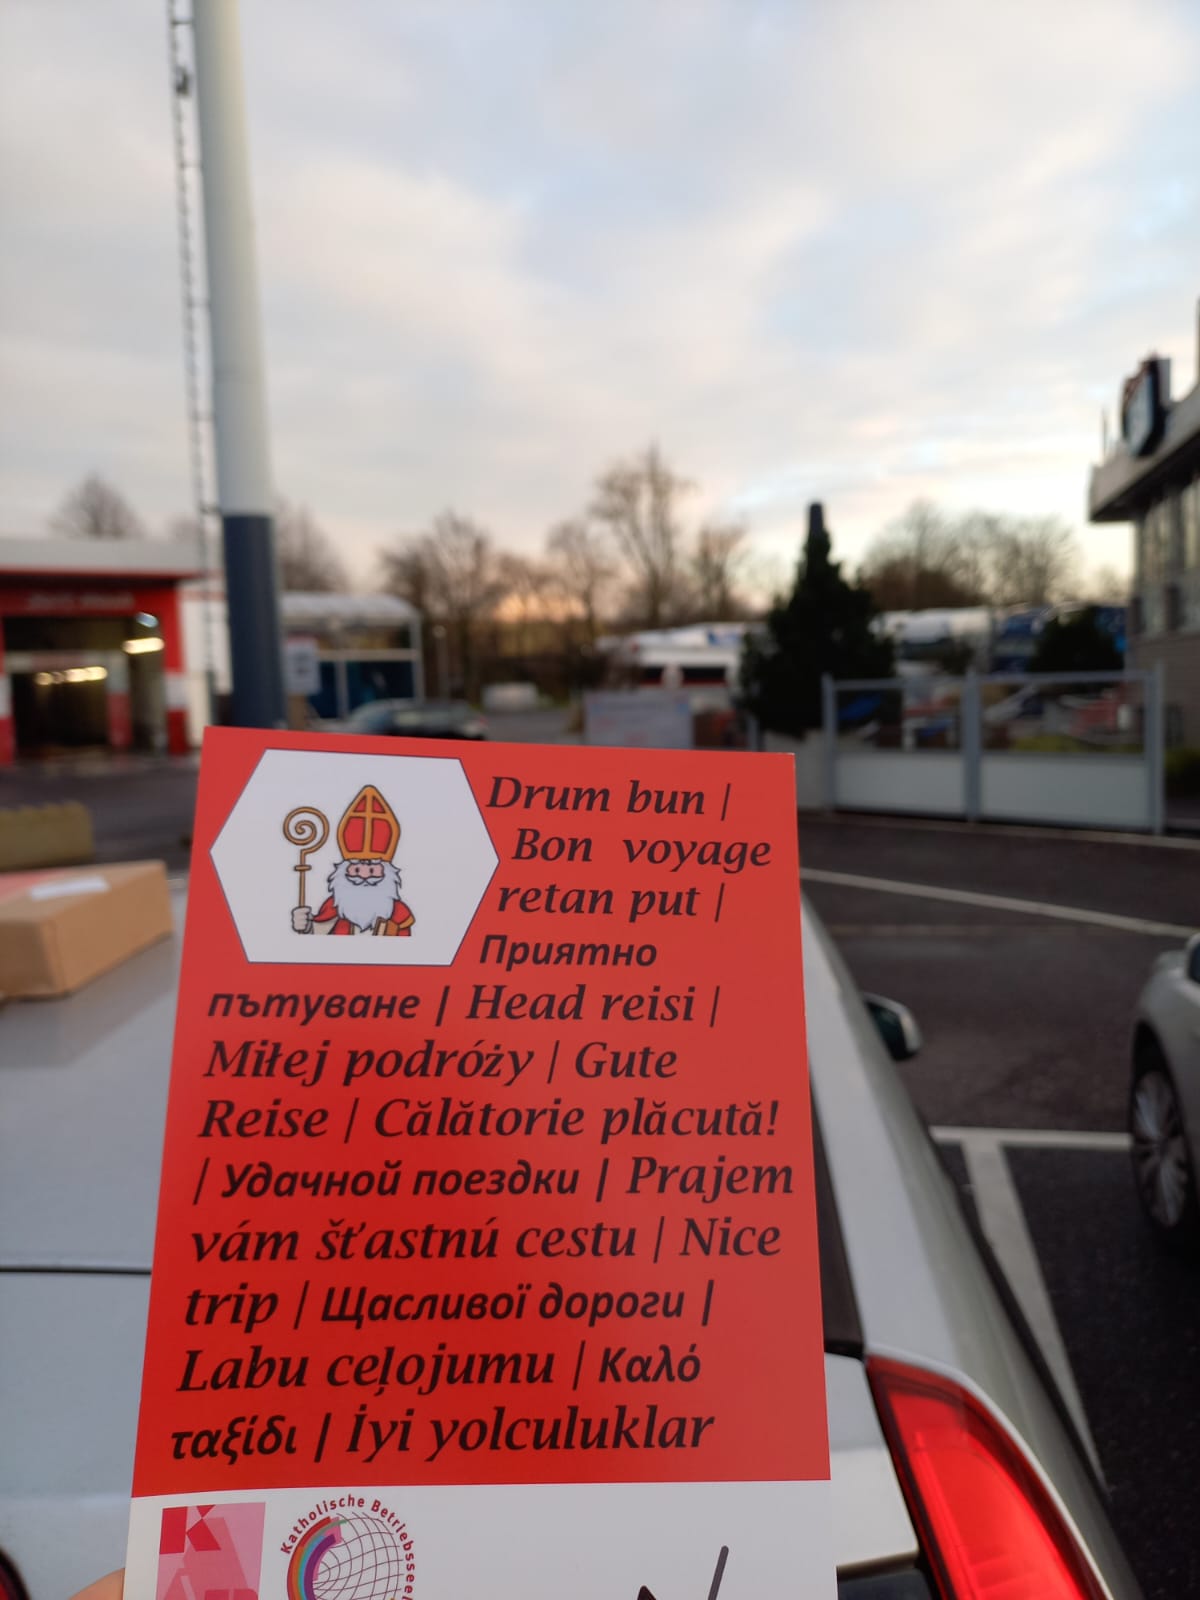 Drum bun |
Bon voyage
retan put |
Приятно
пътуване | Head reisi |
Miłej podróży | Gute
Reise | Călătorie plăcută!
| Удачной поездки | Prajem
vám šťastnú cestu | Nice
trip | Щасливої дороги |
Labu ceļojumu | Καλό
ταξίδι | İyi yolculuklar
Katholische Betriebssee
K